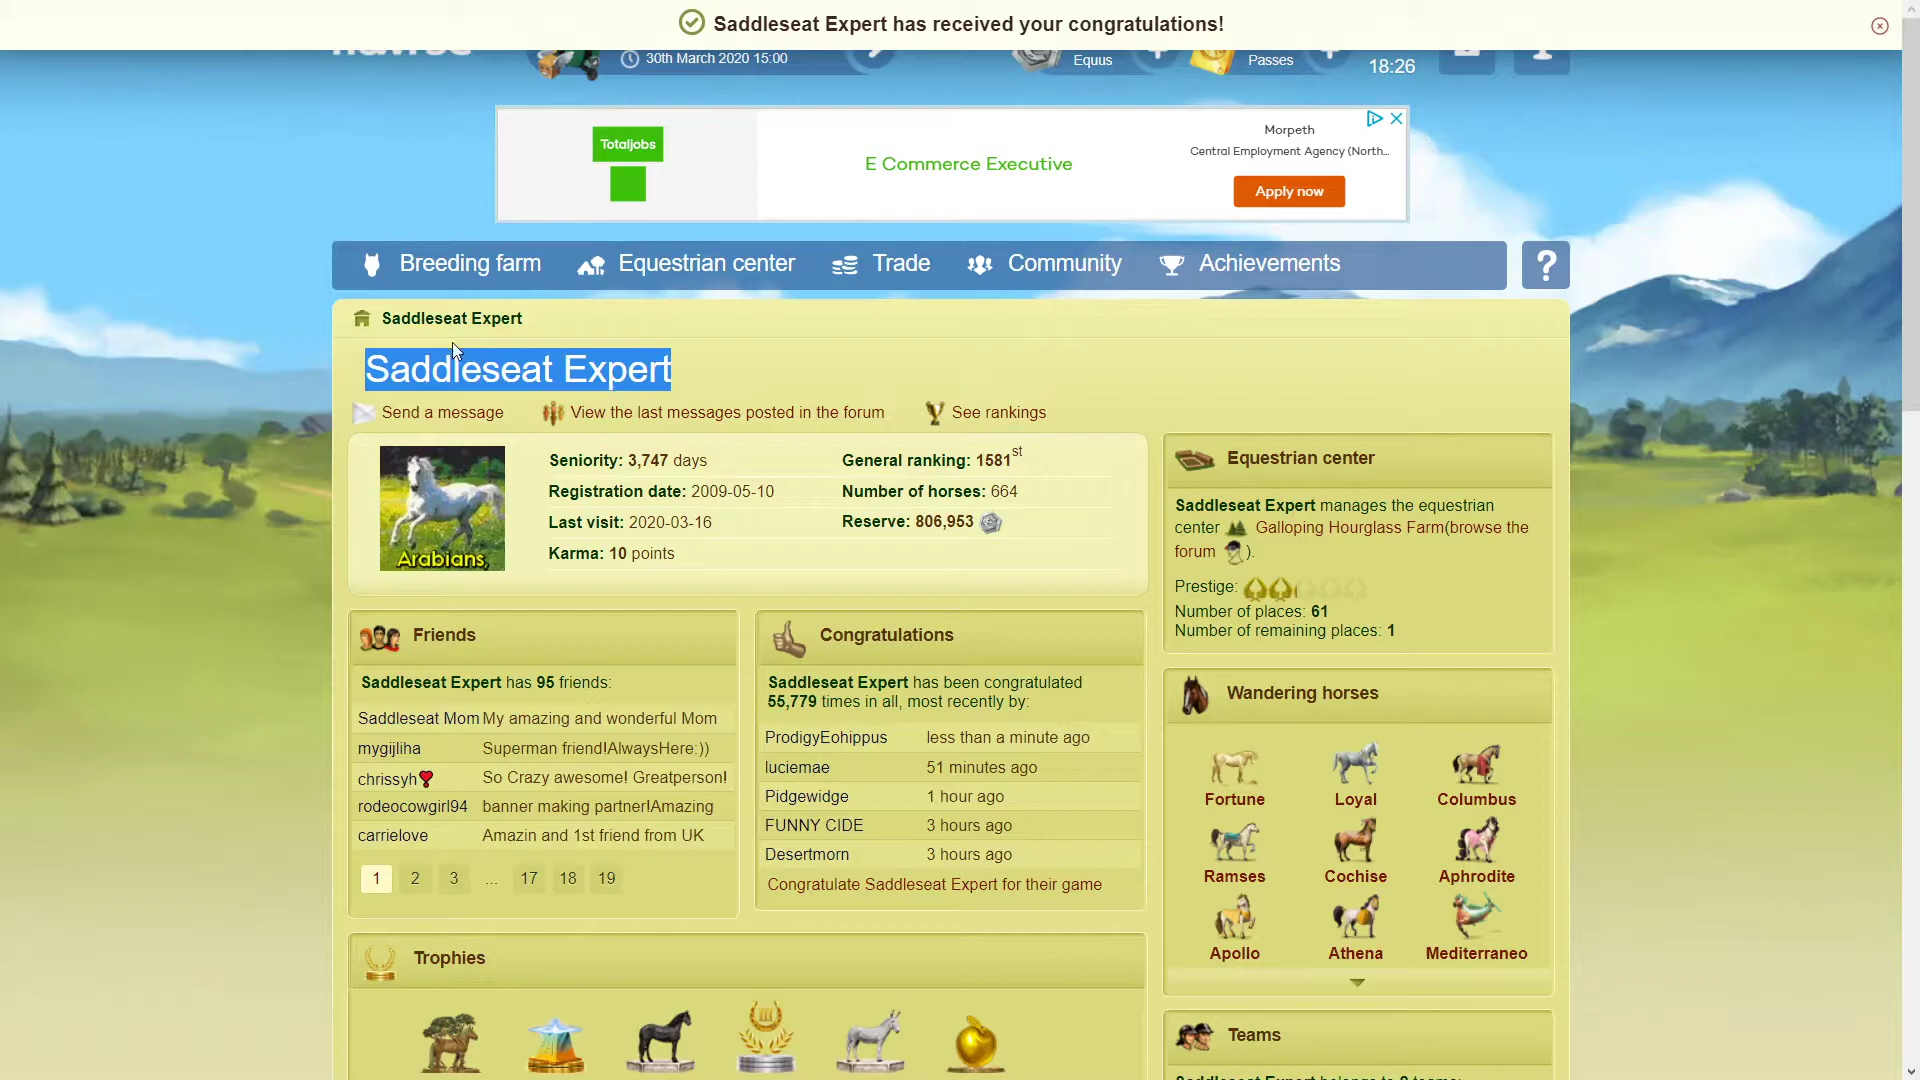 Saddleseat Expert has received your congratulations!
30th March 2020 15:00
Equus
Passes
18:26
Totaljobs
E Commerce Executive
Morpeth
Central Employment Agency (North...
Apply now
Breeding farm
Equestrian center
Trade
Community
Achievements
?
Saddleseat Expert
Saddleseat Expert
Send a message
View the last messages posted in the forum
See rankings
Arabians,
Seniority: 3,747 days
Registration date: 2009-05-10
Last visit: 2020-03-16
Karma: 10 points
General ranking: 1581st
Number of horses: 664
Reserve: 806,953
Equestrian center
Saddleseat Expert manages the equestrian
center Galloping Hourglass Farm(browse the
forum ).
Prestige:
Number of places: 61
Number of remaining places: 1
Friends
Saddleseat Expert has 95 friends:
Saddleseat Mom My amazing and wonderful Mom
mygijliha Superman friend!AlwaysHere:))
chrissyh So Crazy awesome! Greatperson!
rodeocowgirl94 banner making partner!Amazing
carrielove Amazin and 1st friend from UK
1 2 3 ... 17 18 19
Congratulations
Saddleseat Expert has been congratulated
55,779 times in all, most recently by:
ProdigyEohippus less than a minute ago
luciemae 51 minutes ago
Pidgewidge 1 hour ago
FUNNY CIDE 3 hours ago
Desertmorn 3 hours ago
Congratulate Saddleseat Expert for their game
Wandering horses
Fortune Loyal Columbus
Ramses Cochise Aphrodite
Apollo Athena Mediterraneo
Trophies
Teams